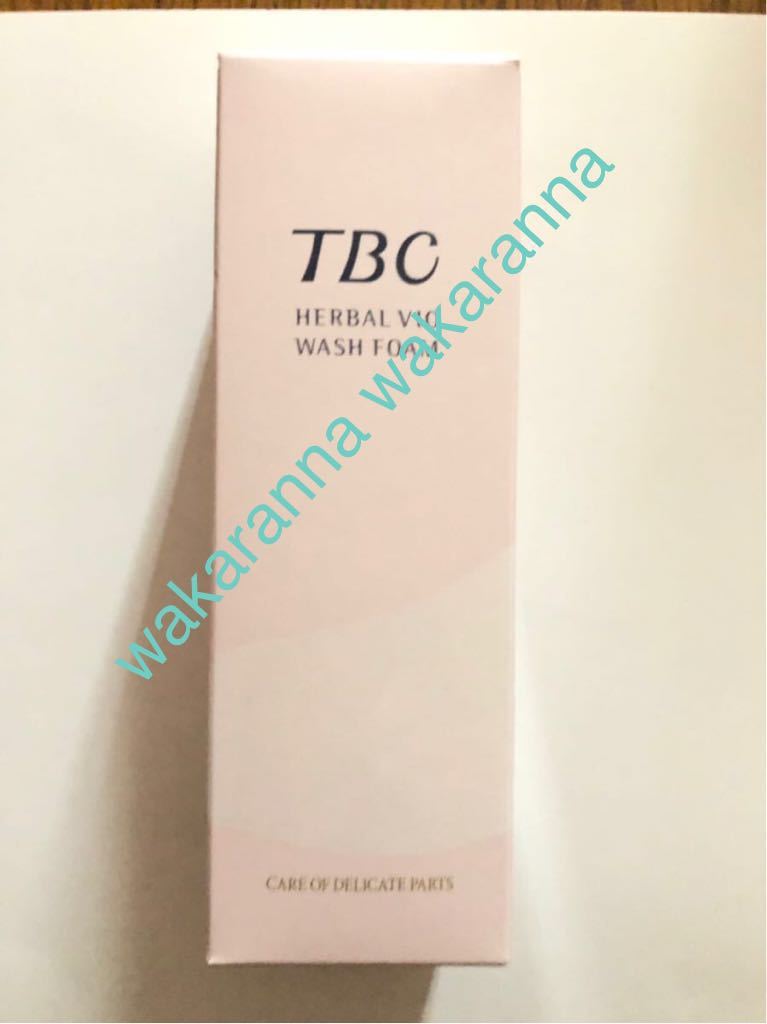 TBC
HERBAL VIO
WASH FOAM
wakaranna wakaranna
CARE OF DELICATE PARTS